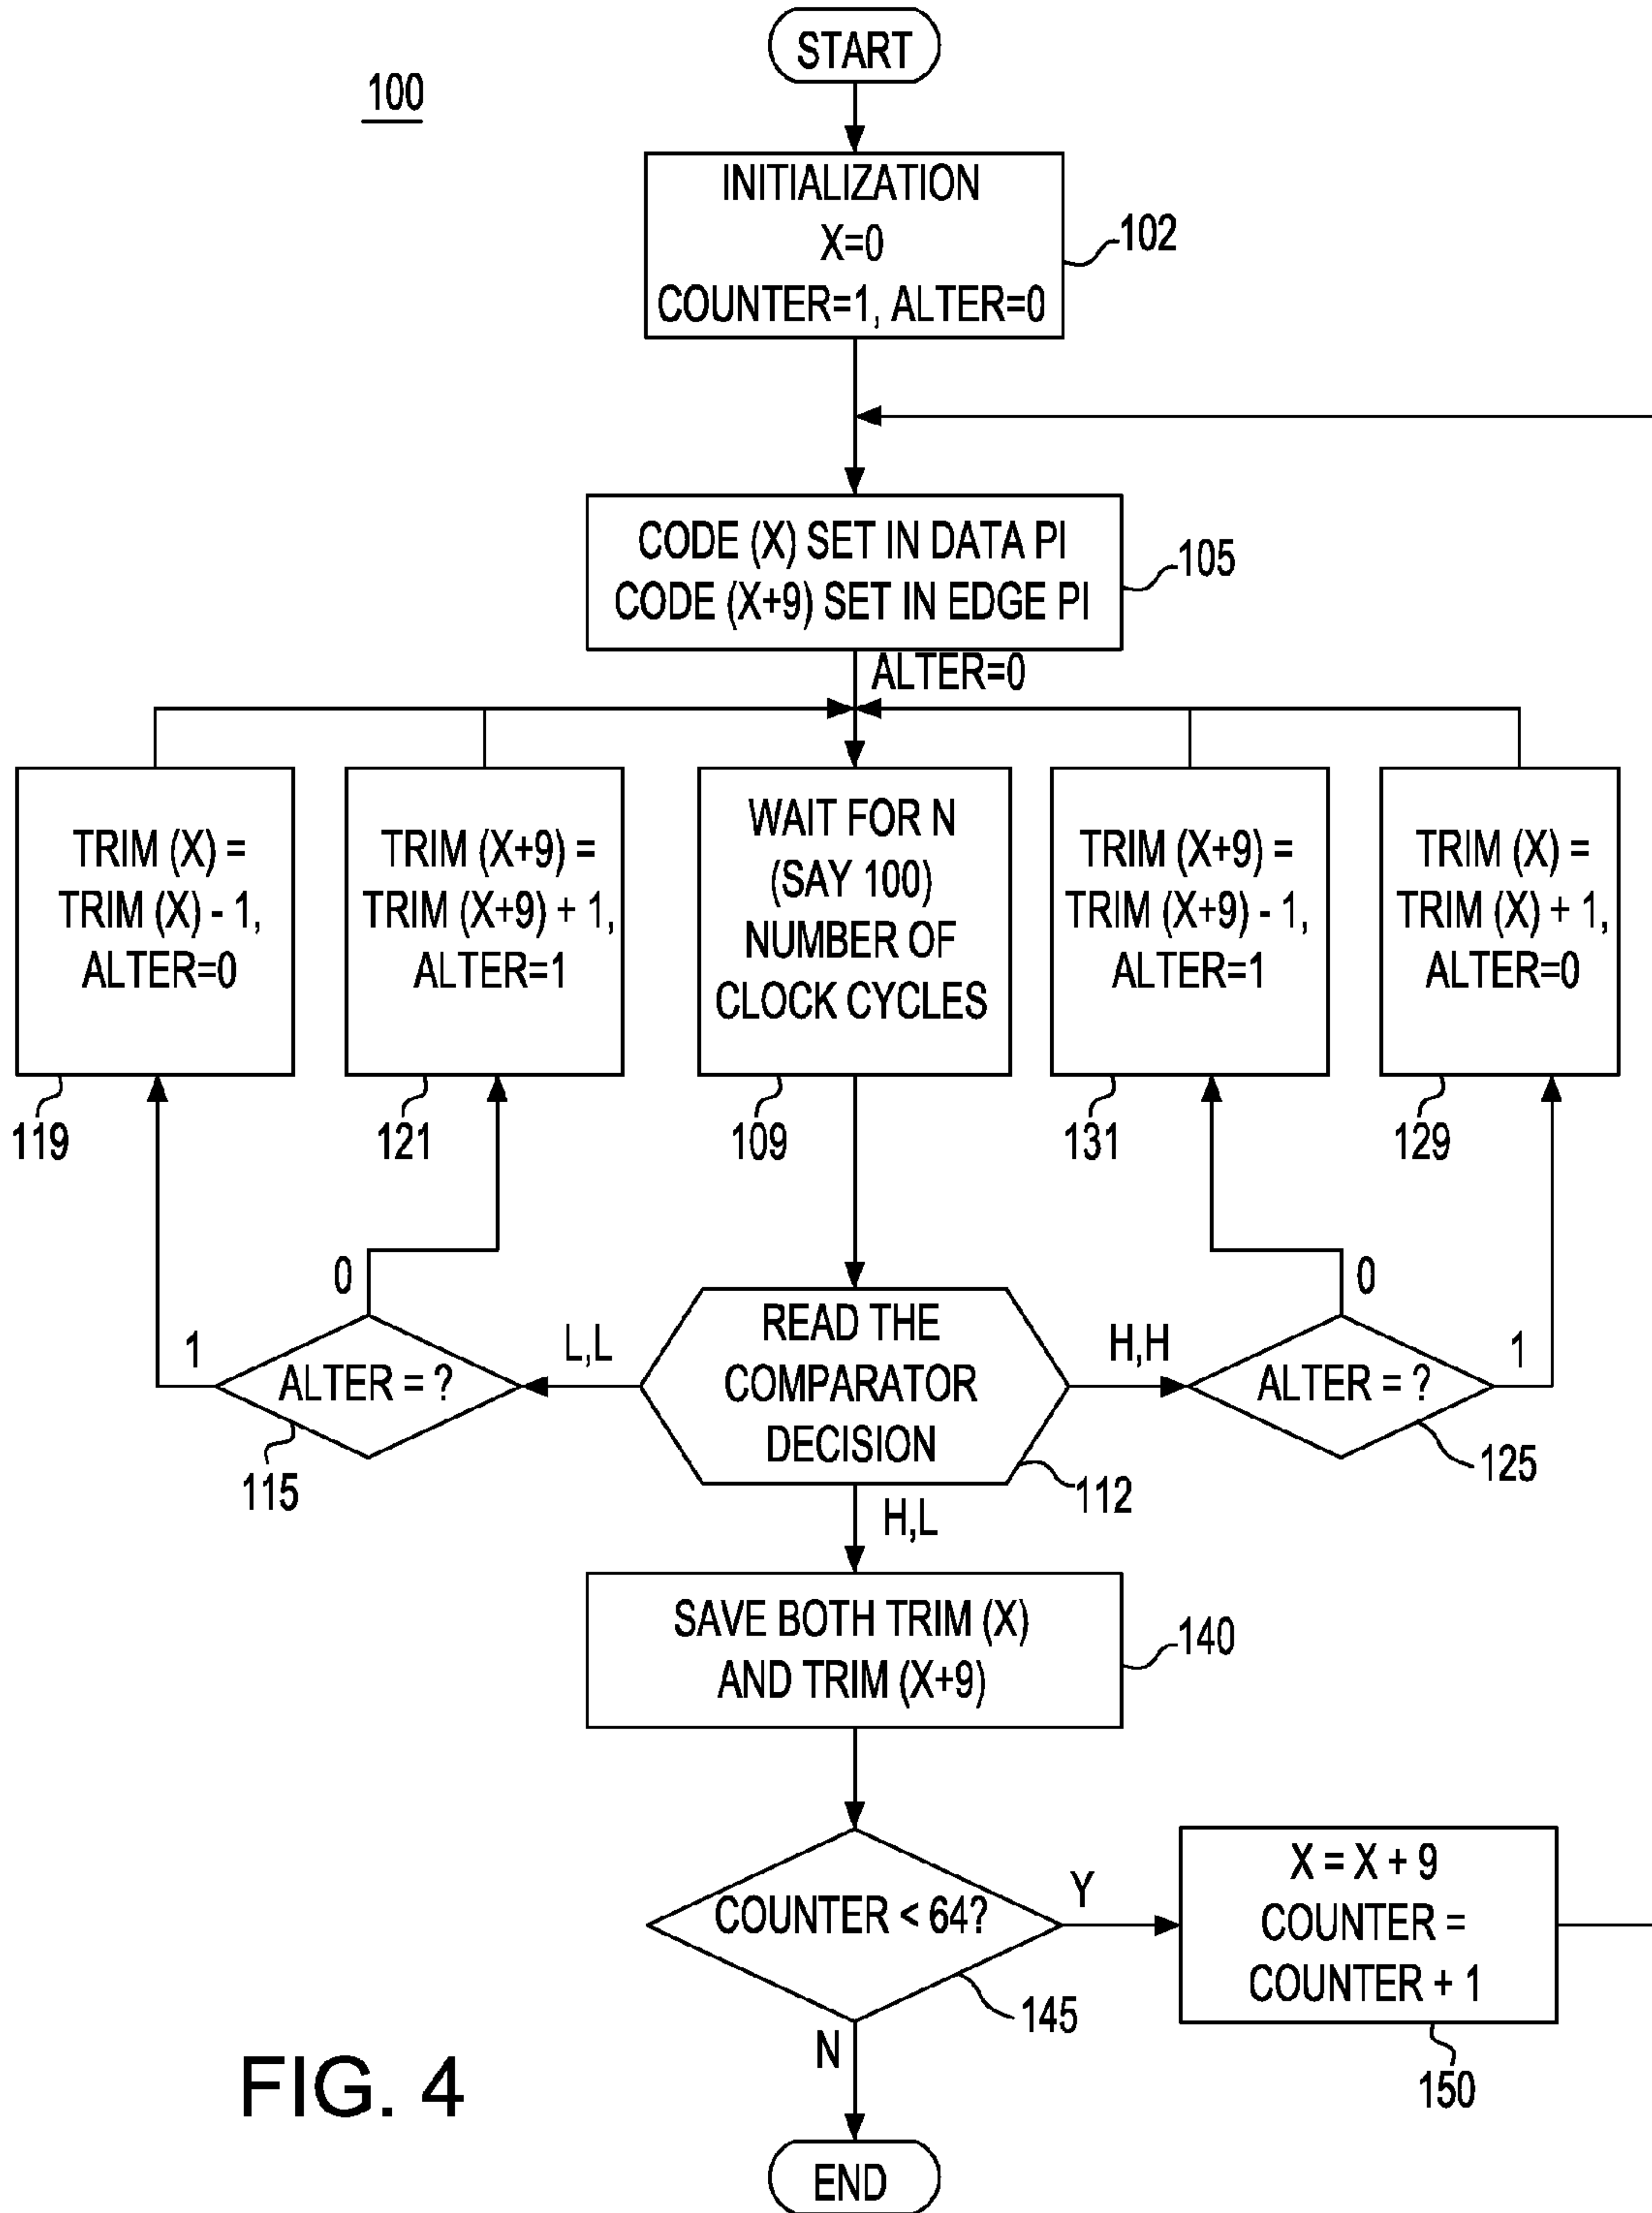 START
100
INITIALIZATION
X=0
COUNTER=1, ALTER=0
102
CODE (X) SET IN DATA PI
CODE (X+9) SET IN EDGE PI
105
ALTER=0
TRIM (X) =
TRIM (X) - 1,
ALTER=0
119
TRIM (X+9) =
TRIM (X+9) + 1,
ALTER=1
121
WAIT FOR N
(SAY 100)
NUMBER OF
CLOCK CYCLES
109
TRIM (X+9) =
TRIM (X+9) - 1,
ALTER=1
131
TRIM (X) =
TRIM (X) + 1,
ALTER=0
129
1
0
ALTER = ?
115
L,L
READ THE
COMPARATOR
DECISION
112
H,H
0
1
ALTER = ?
125
H,L
SAVE BOTH TRIM (X)
AND TRIM (X+9)
140
COUNTER < 64?
145
Y
X = X + 9
COUNTER =
COUNTER + 1
150
N
END
FIG. 4